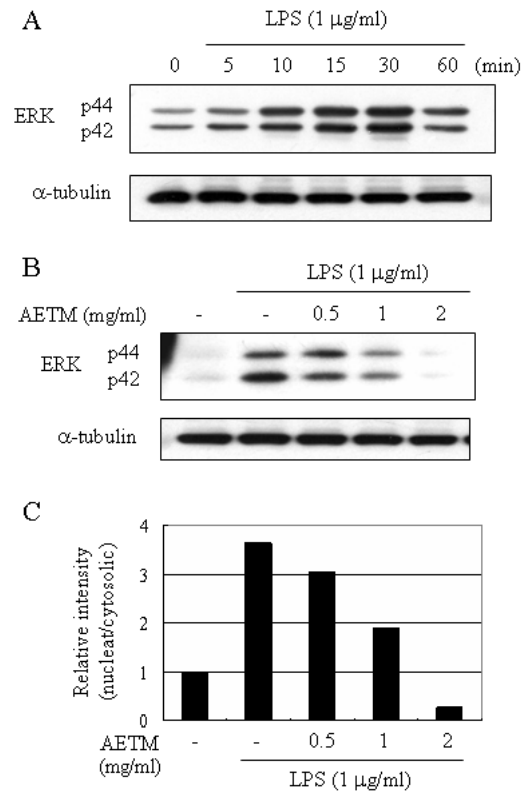 A
LPS (1 μg/ml)
0 5 10 15 30 60 (min)
ERK
p44
p42
α-tubulin
B
LPS (1 μg/ml)
AETM (mg/ml) - - 0.5 1 2
ERK
p44
p42
α-tubulin
C
Relative intensity
(nucleat/cytosolic)
4
3
2
1
0
AETM
(mg/ml)
- - 0.5 1 2
LPS (1 μg/ml)